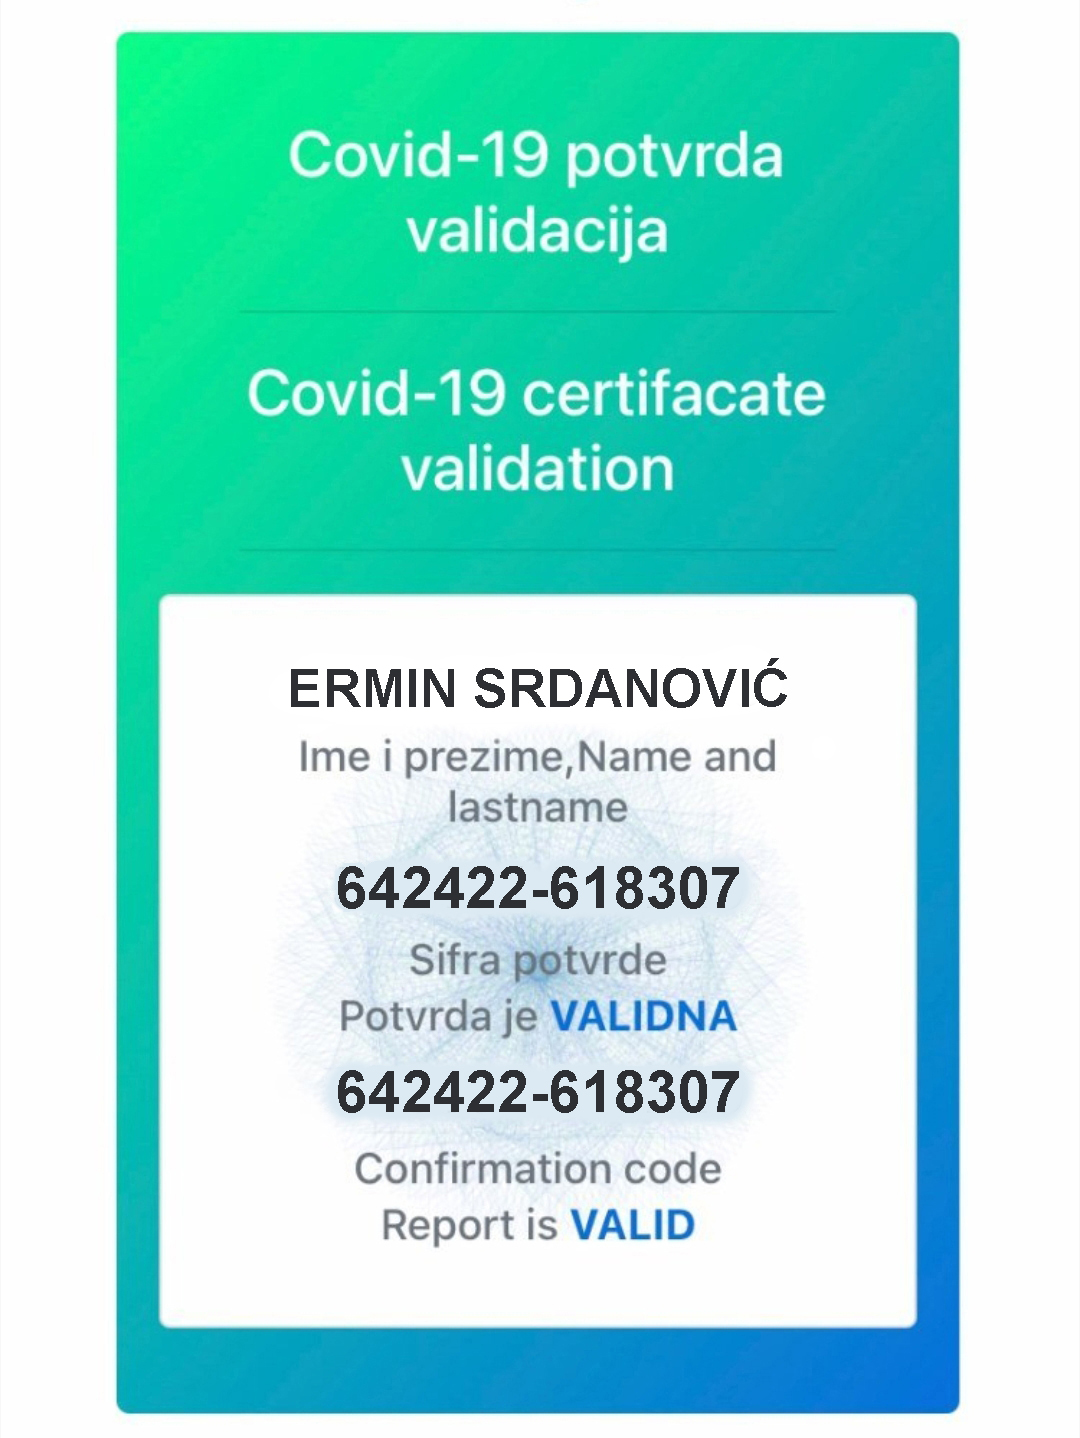 Covid-19 potvrda
validacija
Covid-19 certifacate
validation
ERMIN SRDANOVIĆ
Ime i prezime,Name and
lastname
642422-618307
Sifra potvrde
Potvrda je VALIDNA
642422-618307
Confirmation code
Report is VALID